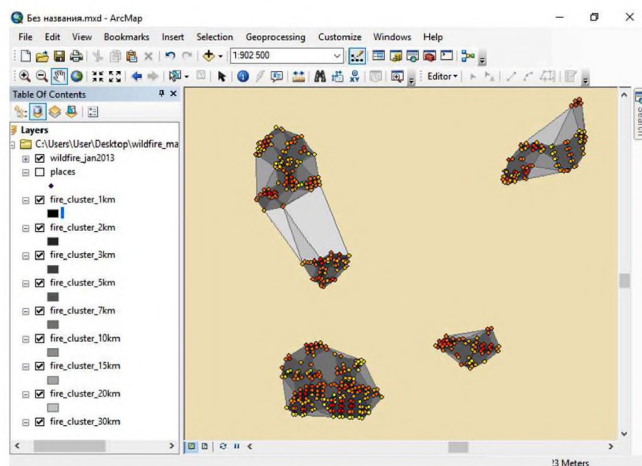 Без названия.mxd - ArcMap
File Edit View Bookmarks Insert Selection Geoprocessing Customize Windows Help
1:902 500
Editor
Table Of Contents
Layers
C:\Users\User\Desktop\wildfire_ma
wildfire_jan2013
places
fire_cluster_1km
fire_cluster_2km
fire_cluster_3km
fire_cluster_5km
fire_cluster_7km
fire_cluster_10km
fire_cluster_15km
fire_cluster_20km
fire_cluster_30km
Search
!3 Meters